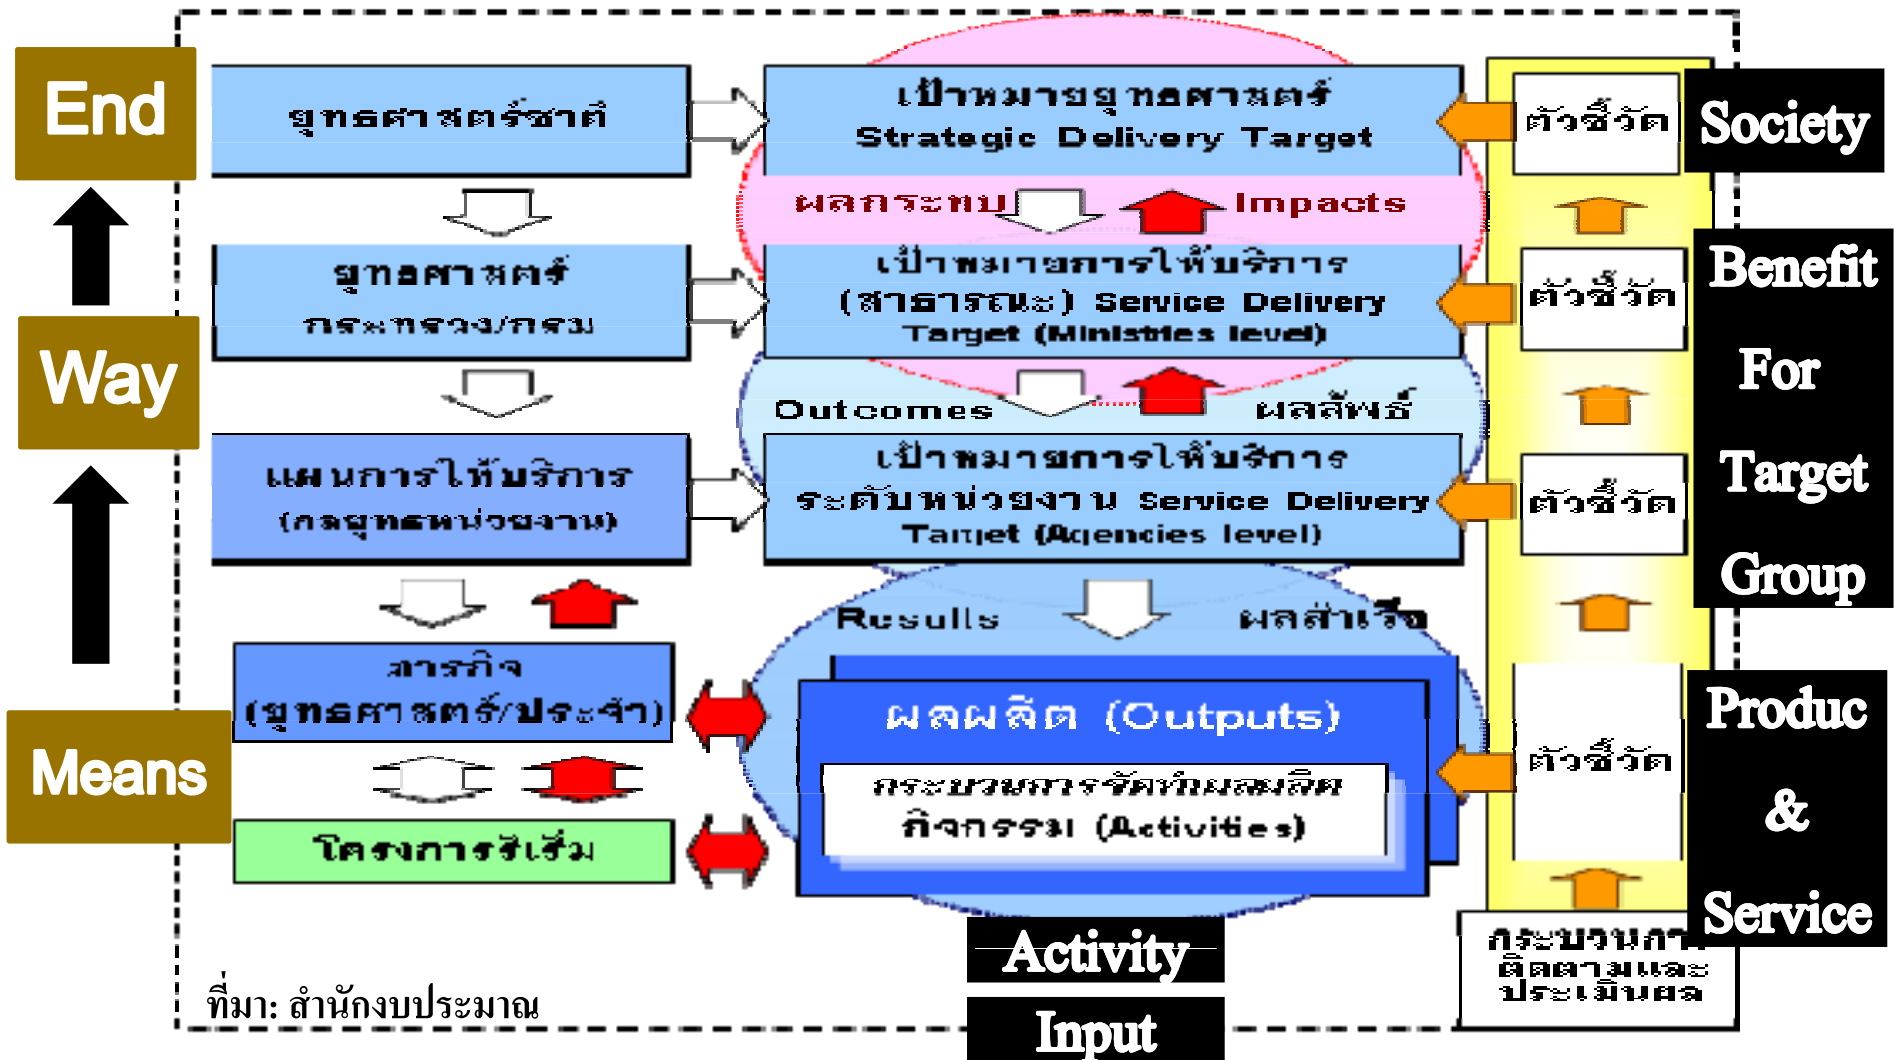 End
ยุทธศาสตร์ชาติ
เป้าหมายยุทธศาสตร์
Strategic Delivery Target
ตัวชี้วัด
Society
ผลกระทบ
Impacts
ยุทธศาสตร์
กระทรวง/กรม
เป้าหมายการให้บริการ
(สาธารณะ) Service Delivery
Target (Ministries level)
ตัวชี้วัด
Benefit
For
Target
Group
Way
Outcomes
ผลลัพธ์
แผนการให้บริการ
(กลยุทธหน่วยงาน)
เป้าหมายการให้บริการ
ระดับหน่วยงาน Service Delivery
Target (Agencies level)
ตัวชี้วัด
Results
ผลสำเร็จ
ภารกิจ
(ยุทธศาสตร์/ประจำ)
ผลผลิต (Outputs)
กระบวนการจัดทำผลผลิต
กิจกรรม (Activities)
ตัวชี้วัด
Produc
&
Service
Means
โครงการริเริ่ม
กระบวนการ
ติดตามและ
ประเมินผล
Activity
Input
ที่มา: สำนักงบประมาณ